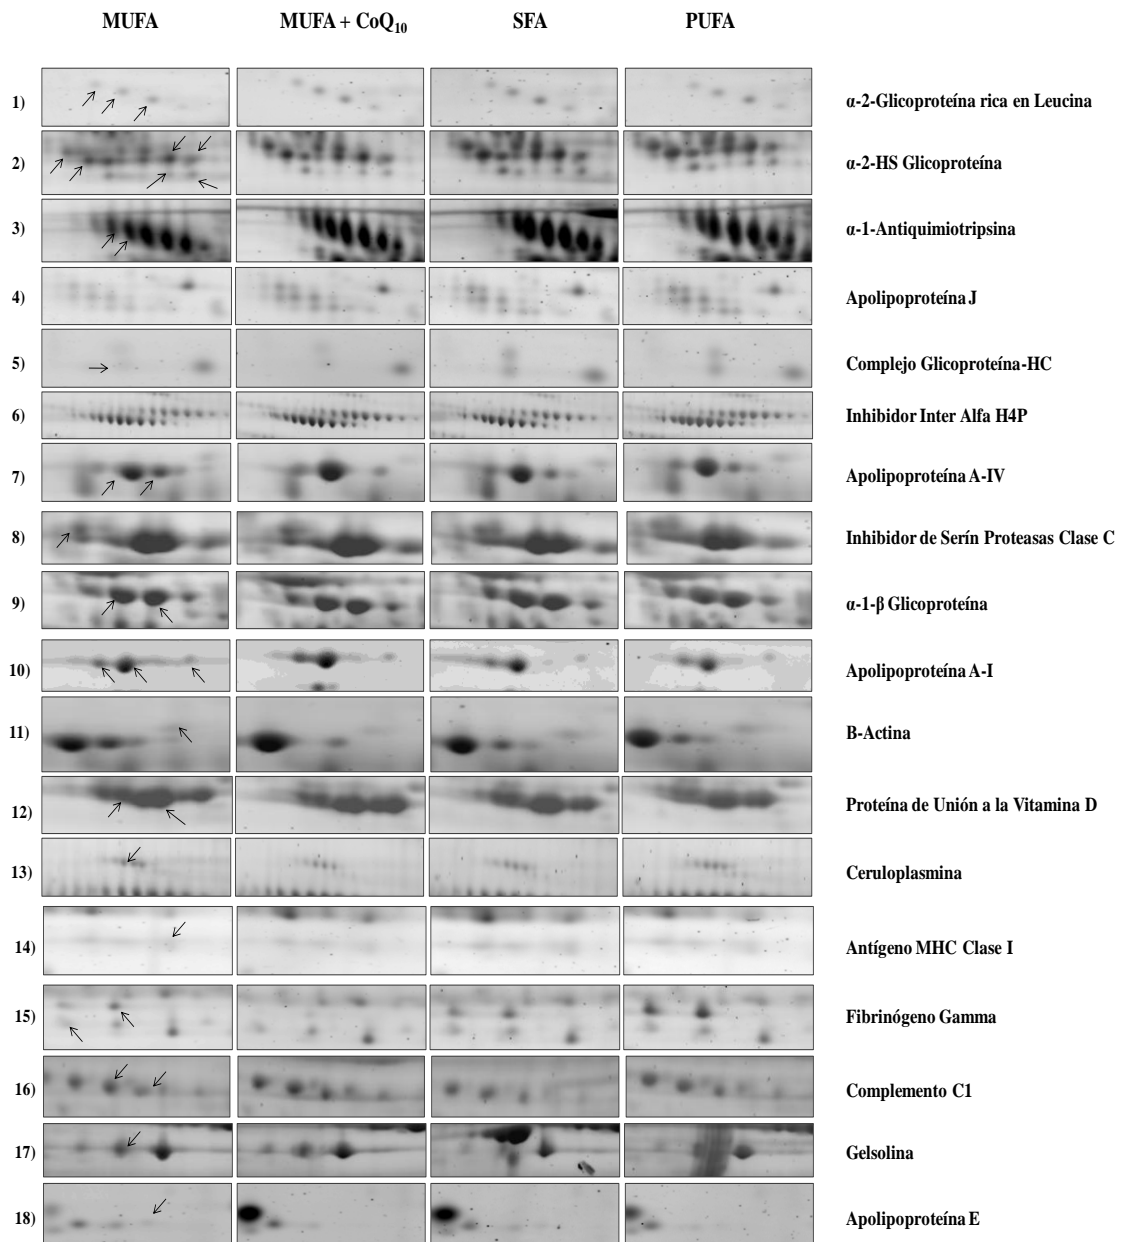 MUFA MUFA + CoQ10 SFA PUFA
1) α-2-Glicoproteína rica en Leucina
2) α-2-HS Glicoproteína
3) α-1-Antiquimiotripsina
4) Apolipoproteína J
5) Complejo Glicoproteína-HC
6) Inhibidor Inter Alfa H4P
7) Apolipoproteína A-IV
8) Inhibidor de Serín Proteasas Clase C
9) α-1-β Glicoproteína
10) Apolipoproteína A-I
11) B-Actina
12) Proteína de Unión a la Vitamina D
13) Ceruloplasmina
14) Antígeno MHC Clase I
15) Fibrinógeno Gamma
16) Complemento C1
17) Gelsolina
18) Apolipoproteína E